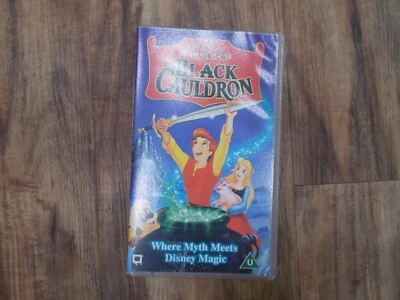 BLACK
CAULDRON
Where Myth Meets
Disney Magic
U